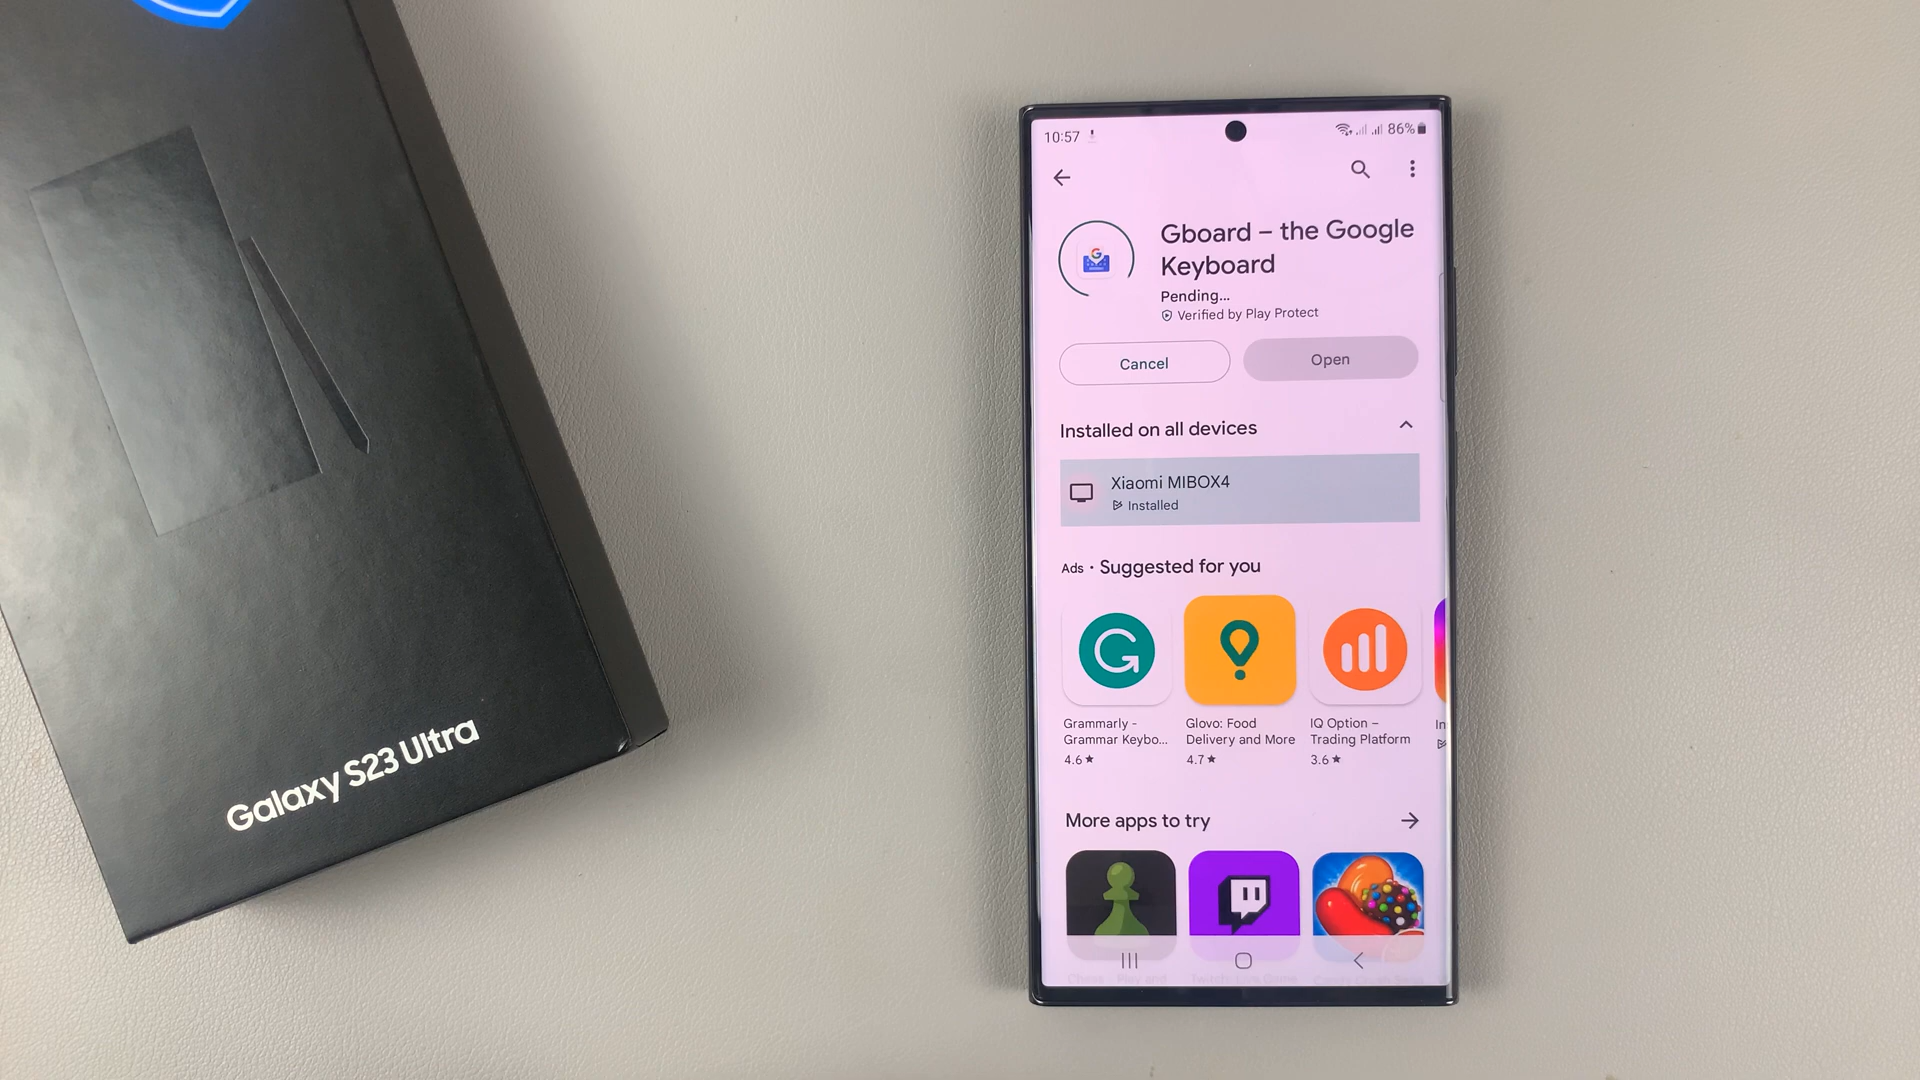 Galaxy S23 Ultra
10:57
86%
Gboard – the Google
Keyboard
Pending...
Verified by Play Protect
Cancel
Open
Installed on all devices
Xiaomi MIBOX4
Installed
Ads · Suggested for you
Grammarly -
Grammar Keybo...
4.6★
Glovo: Food
Delivery and More
4.7★
IQ Option –
Trading Platform
3.6★
In
More apps to try